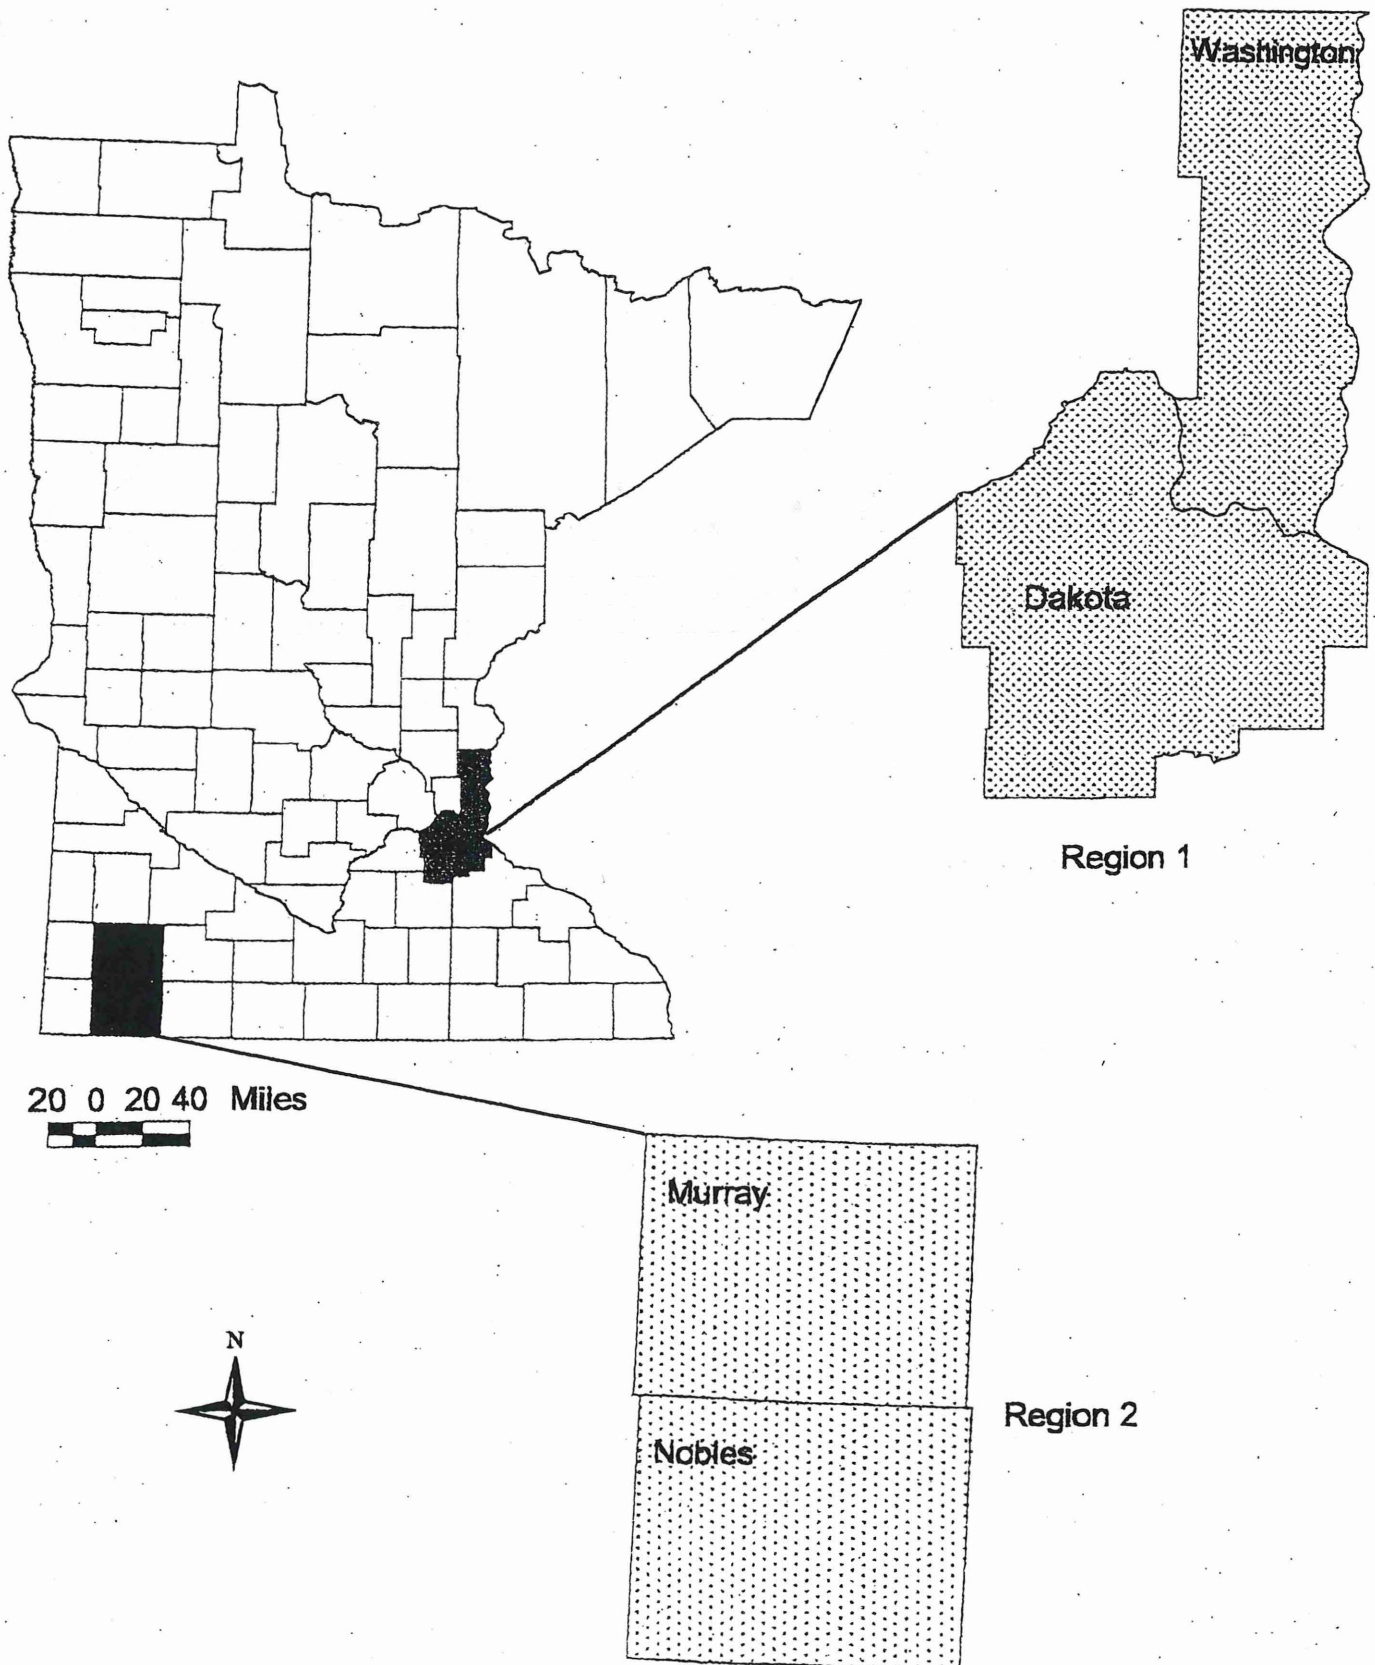 Washington
Dakota
Region 1
20 0 20 40 Miles
Murray
N
Region 2
Nobles